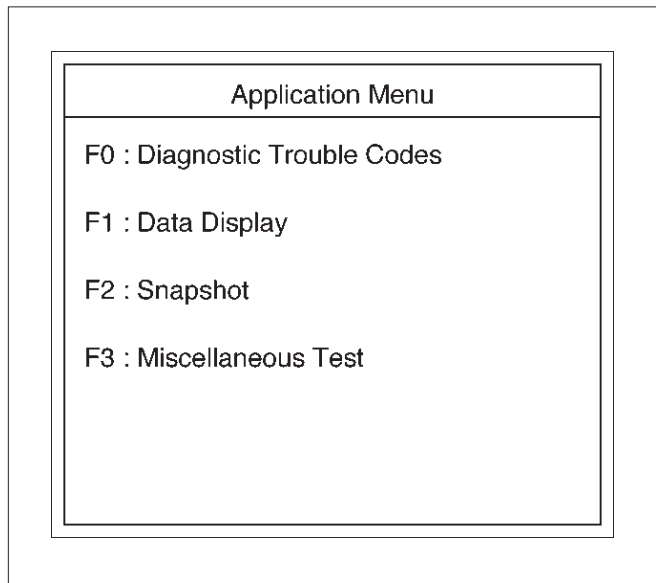 Application Menu
F0 : Diagnostic Trouble Codes
F1 : Data Display
F2 : Snapshot
F3 : Miscellaneous Test